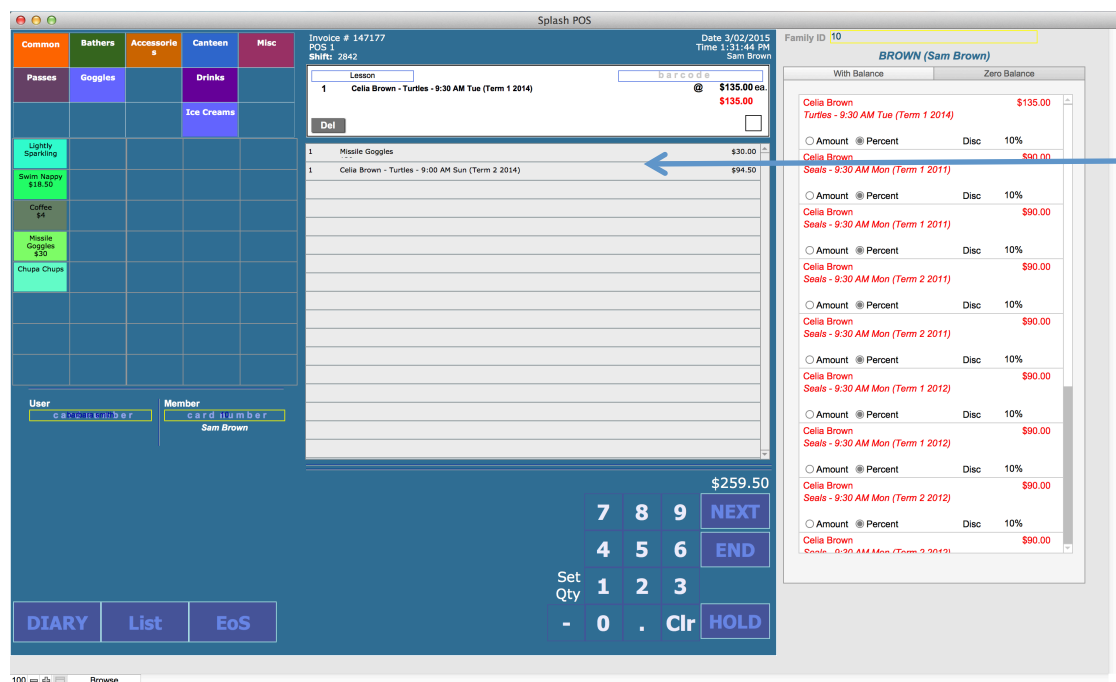 Splash POS
Common Bathers Accessories Canteen Misc
Passes Goggles Drinks
Ice Creams
Lightly Sparkling
Swim Nappy $18.50
Coffee $4
Missile Goggles $30
Chupa Chups
User Member
card number
Sam Brown
DIARY List EoS
Invoice # 147177 Date 3/02/2015
POS 1 Time 1:31:44 PM
Shift: 2842 Sam Brown
Lesson barcode
1 Celia Brown - Turtles - 9:30 AM Tue (Term 1 2014) @ $135.00 ea.
$135.00
Del
1 Missile Goggles $30.00
1 Celia Brown - Turtles - 9:00 AM Sun (Term 2 2014) $94.50
$259.50
7 8 9 NEXT
4 5 6 END
Set Qty 1 2 3
- 0 . Clr HOLD
Family ID 10
BROWN (Sam Brown)
With Balance Zero Balance
Celia Brown $135.00
Turtles - 9:30 AM Tue (Term 1 2014)
Amount Percent Disc 10%
Celia Brown $90.00
Seals - 9:30 AM Mon (Term 1 2011)
Amount Percent Disc 10%
Celia Brown $90.00
Seals - 9:30 AM Mon (Term 1 2011)
Amount Percent Disc 10%
Celia Brown $90.00
Seals - 9:30 AM Mon (Term 2 2011)
Amount Percent Disc 10%
Celia Brown $90.00
Seals - 9:30 AM Mon (Term 2 2011)
Amount Percent Disc 10%
Celia Brown $90.00
Seals - 9:30 AM Mon (Term 1 2012)
Amount Percent Disc 10%
Celia Brown $90.00
Seals - 9:30 AM Mon (Term 1 2012)
Amount Percent Disc 10%
Celia Brown $90.00
Seals - 9:30 AM Mon (Term 2 2012)
Amount Percent Disc 10%
Celia Brown $90.00
Seals - 9:30 AM Mon (Term 2 2012)
100 Browse